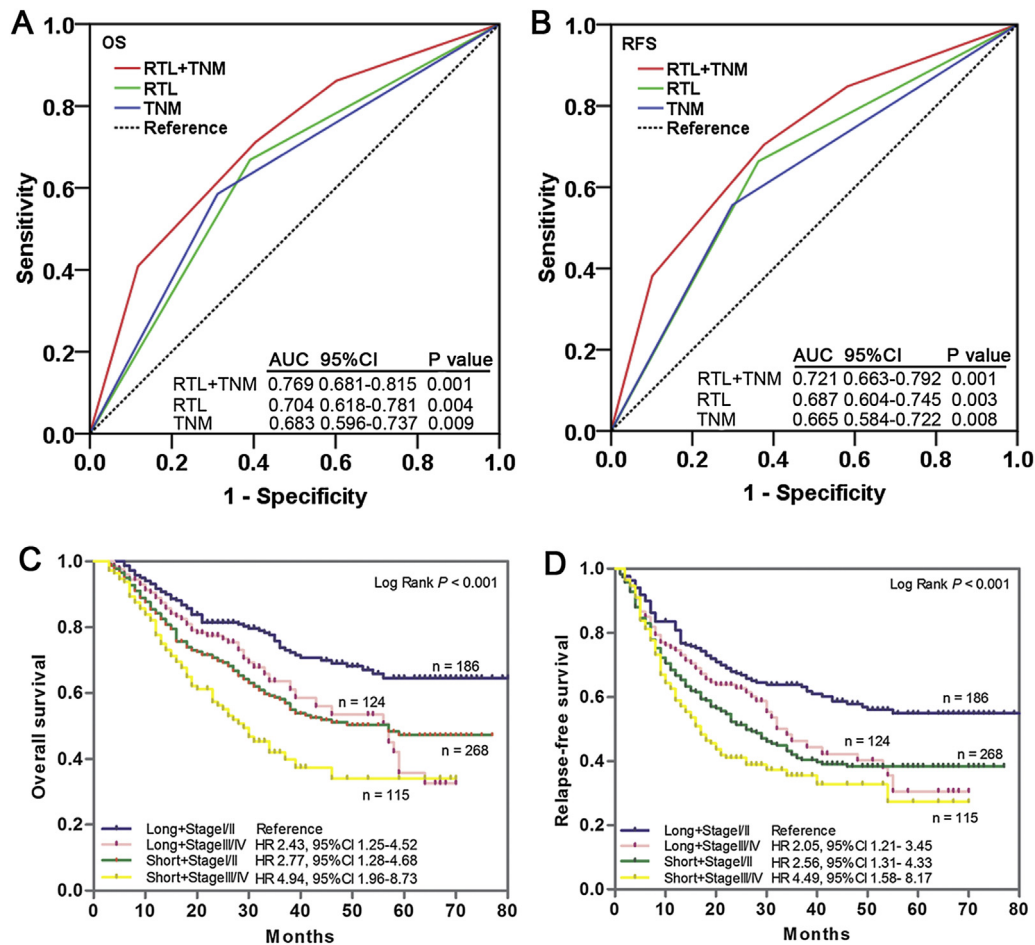 A
OS
RTL+TNM
RTL
TNM
Reference
Sensitivity
1.0
0.8
0.6
0.4
0.2
0.0
AUC 95%CI P value
RTL+TNM 0.769 0.681-0.815 0.001
RTL 0.704 0.618-0.781 0.004
TNM 0.683 0.596-0.737 0.009
0.0 0.2 0.4 0.6 0.8 1.0
1 - Specificity
B
RFS
RTL+TNM
RTL
TNM
Reference
Sensitivity
1.0
0.8
0.6
0.4
0.2
0.0
AUC 95%CI P value
RTL+TNM 0.721 0.663-0.792 0.001
RTL 0.687 0.604-0.745 0.003
TNM 0.665 0.584-0.722 0.008
0.0 0.2 0.4 0.6 0.8 1.0
1 - Specificity
C
Log Rank P < 0.001
Overall survival
1.0
0.8
0.6
0.4
0.2
0.0
n = 186
n = 124
n = 268
n = 115
Long+StageI/II Reference
Long+StageIII/IV HR 2.43, 95%CI 1.25-4.52
Short+StageI/II HR 2.77, 95%CI 1.28-4.68
Short+StageIII/IV HR 4.94, 95%CI 1.96-8.73
0 10 20 30 40 50 60 70 80
Months
D
Log Rank P < 0.001
Relapse-free survival
1.0
0.8
0.6
0.4
0.2
0.0
n = 186
n = 124
n = 268
n = 115
Long+StageI/II Reference
Long+StageIII/IV HR 2.05, 95%CI 1.21- 3.45
Short+StageI/II HR 2.56, 95%CI 1.31- 4.33
Short+StageIII/IV HR 4.49, 95%CI 1.58- 8.17
0 10 20 30 40 50 60 70 80
Months